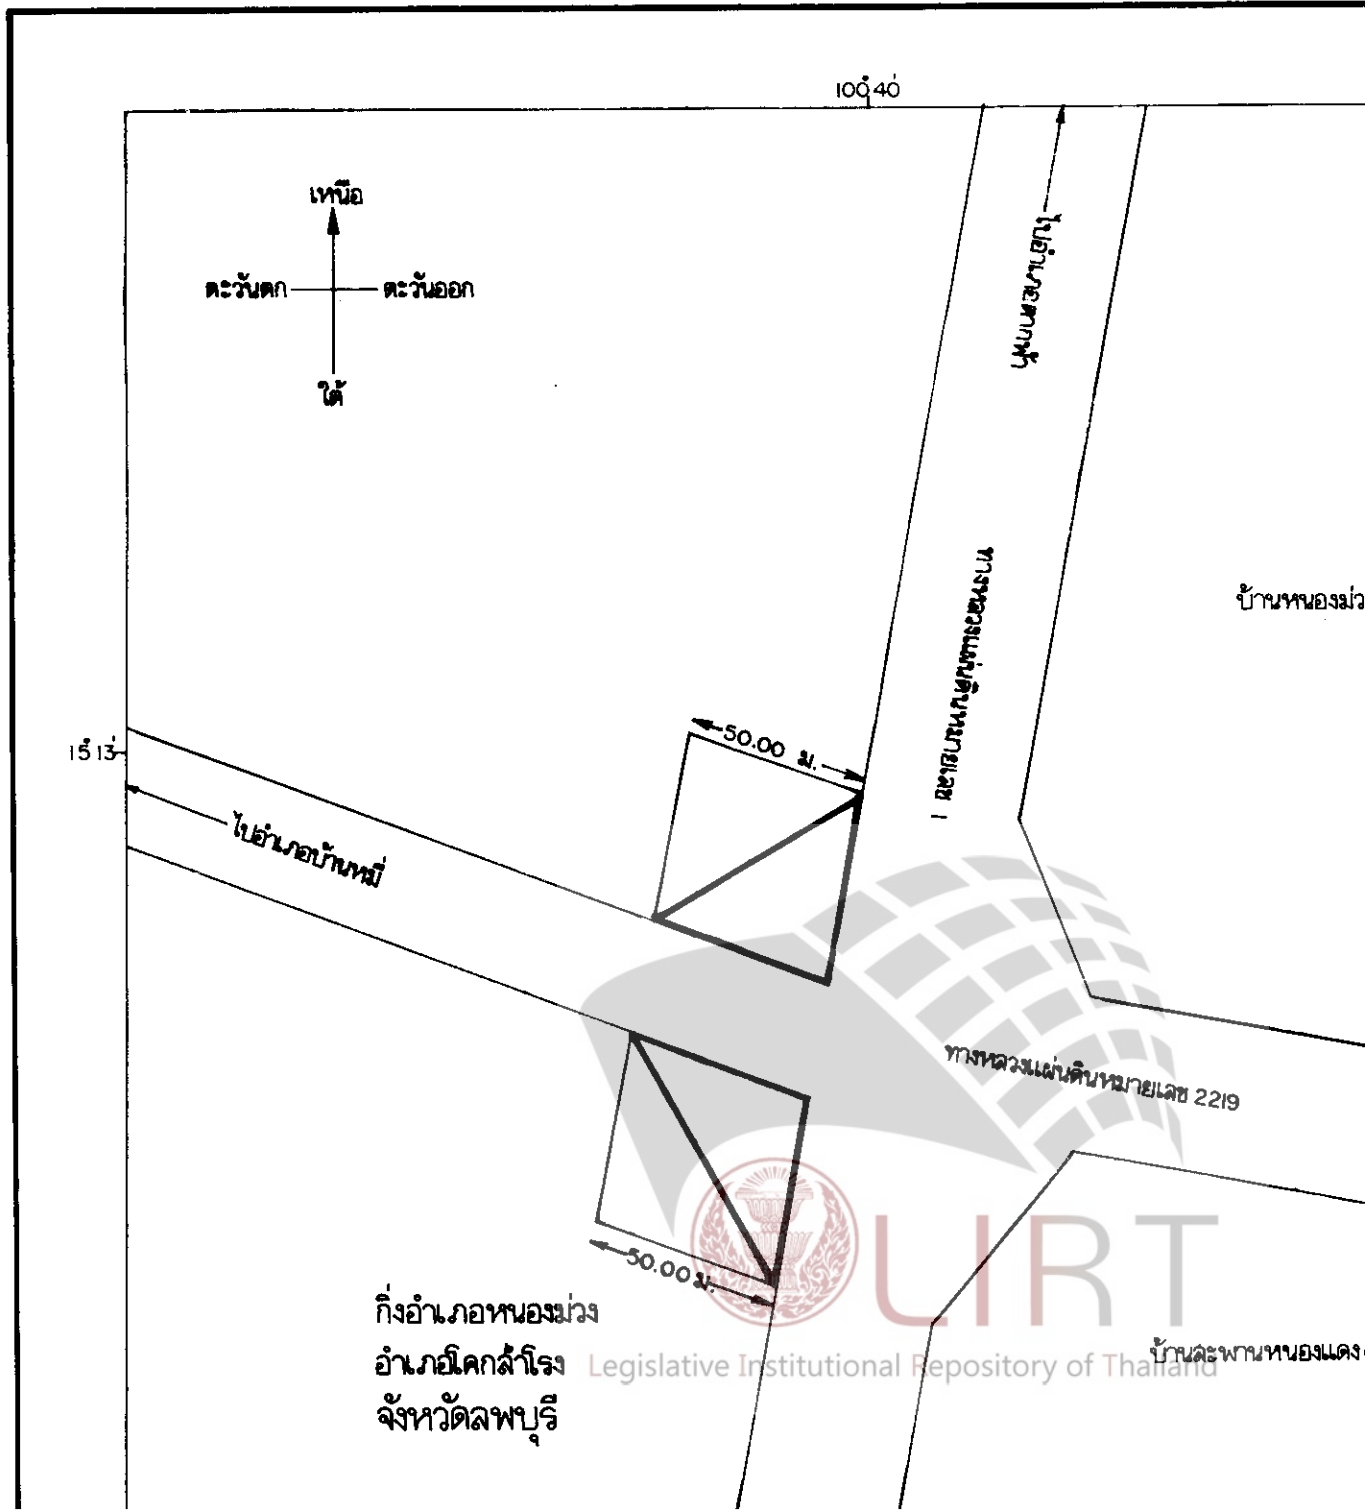 100° 40'
เหนือ
ตะวันตก
ตะวันออก
ใต้
ไปอำเภอตากฟ้า
ทางหลวงแผ่นดินหมายเลข 1
บ้านหนองม่ว
15° 13'
50.00 ม.
ไปอำเภอบ้านหมี่
ทางหลวงแผ่นดินหมายเลข 2219
50.00 ม.
กิ่งอำเภอหนองม่วง
อำเภอโคกสำโรง
จังหวัดลพบุรี
LIRT
Legislative Institutional Repository of Thailand
บ้านสะพานหนองแดง